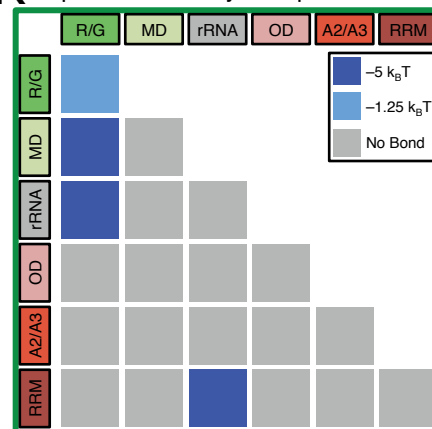 R/G MD rRNA OD A2/A3 RRM
–5 kBT
–1.25 kBT
No Bond
R/G
MD
rRNA
OD
A2/A3
RRM